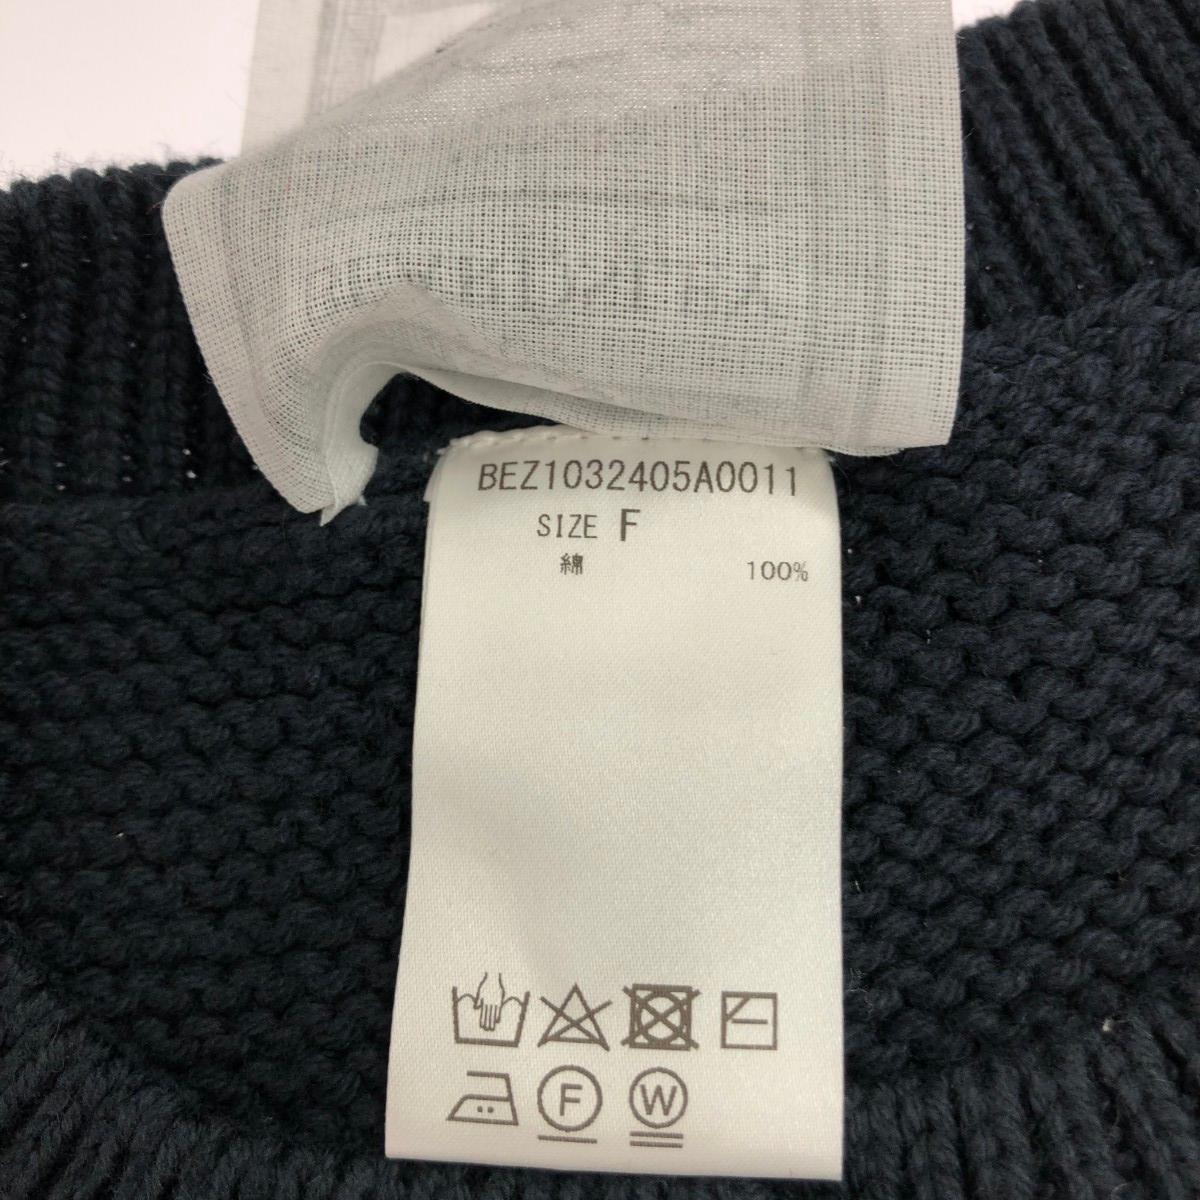 BEZ1032405A0011
SIZE F
綿 100%
F W